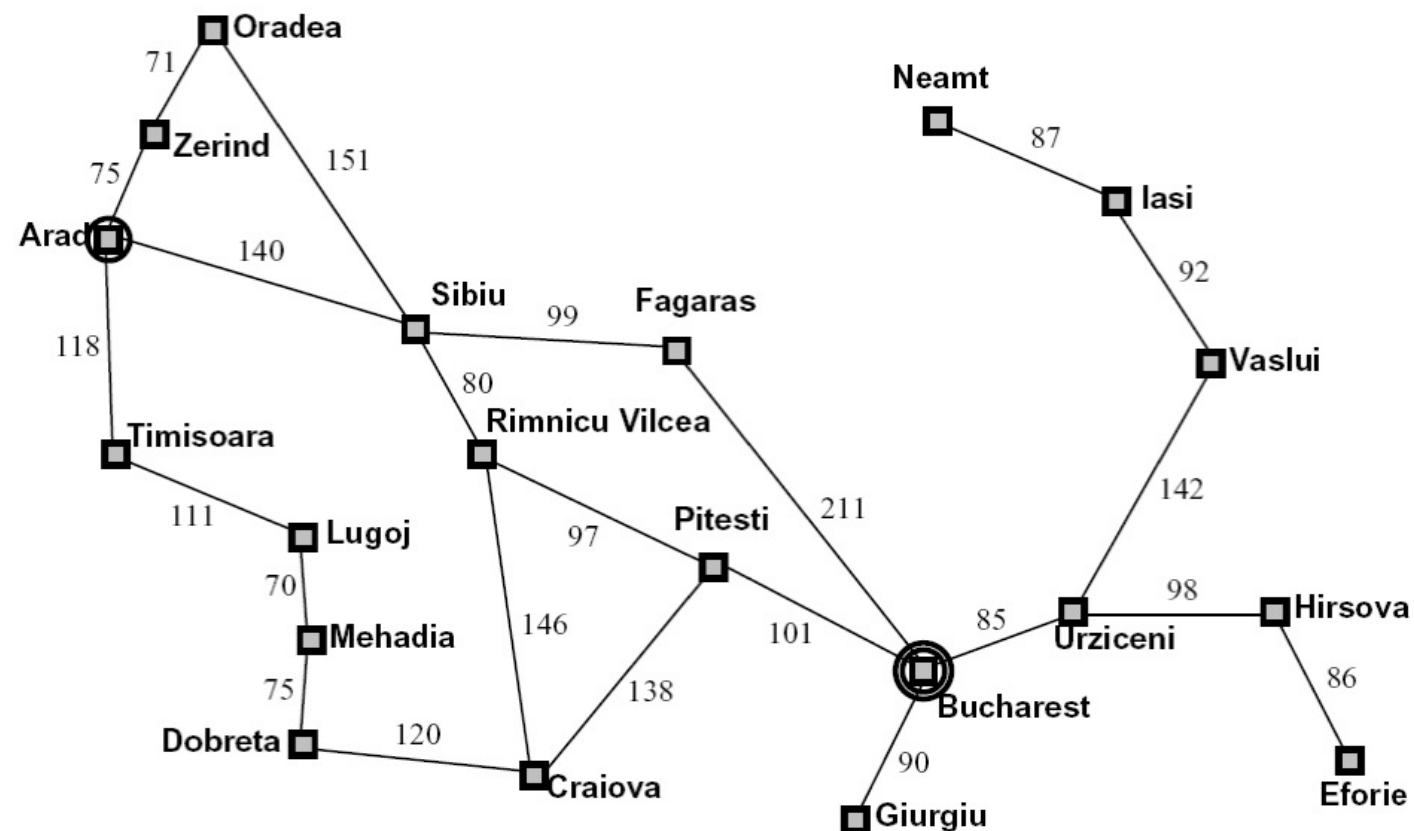 Oradea
71
Neamt
87
Zerind
151
75
Iasi
Arad
140
92
Sibiu
Fagaras
99
118
Vaslui
80
Rimnicu Vilcea
Timisoara
142
211
111
Pitesti
Lugoj
97
70
98
Hirsova
85
Urziceni
146
101
Mehadia
86
138
75
Bucharest
Dobreta
120
90
Craiova
Eforie
Giurgiu